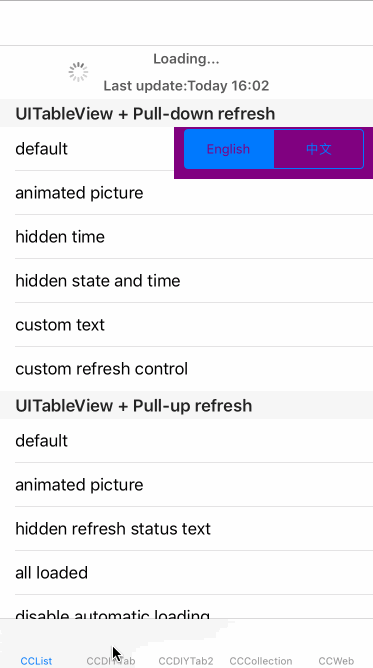 Loading...
Last update:Today 16:02
UITableView + Pull-down refresh
default
English
中文
animated picture
hidden time
hidden state and time
custom text
custom refresh control
UITableView + Pull-up refresh
default
animated picture
hidden refresh status text
all loaded
disable automatic loading
CCList
CCDIYTab
CCDIYTab2
CCCollection
CCWeb